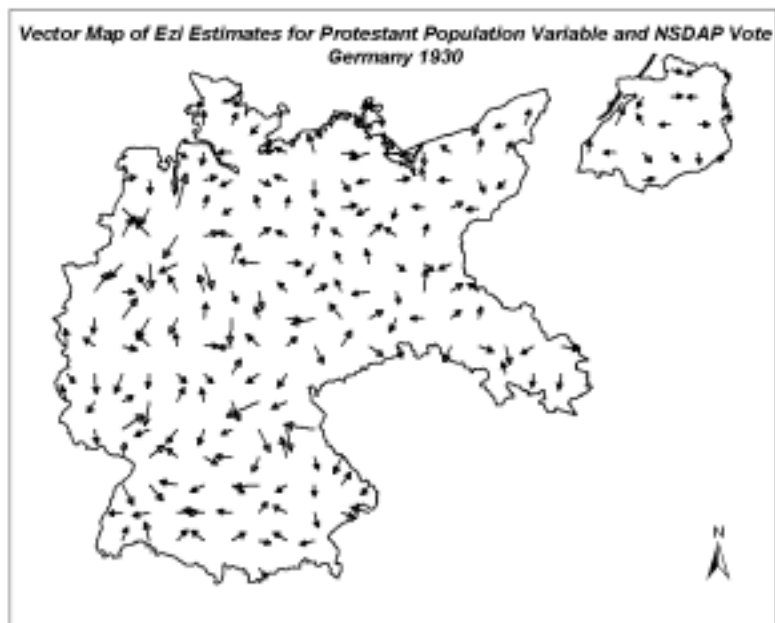 Vector Map of Ezi Estimates for Protestant Population Variable and NSDAP Vote
Germany 1930
N